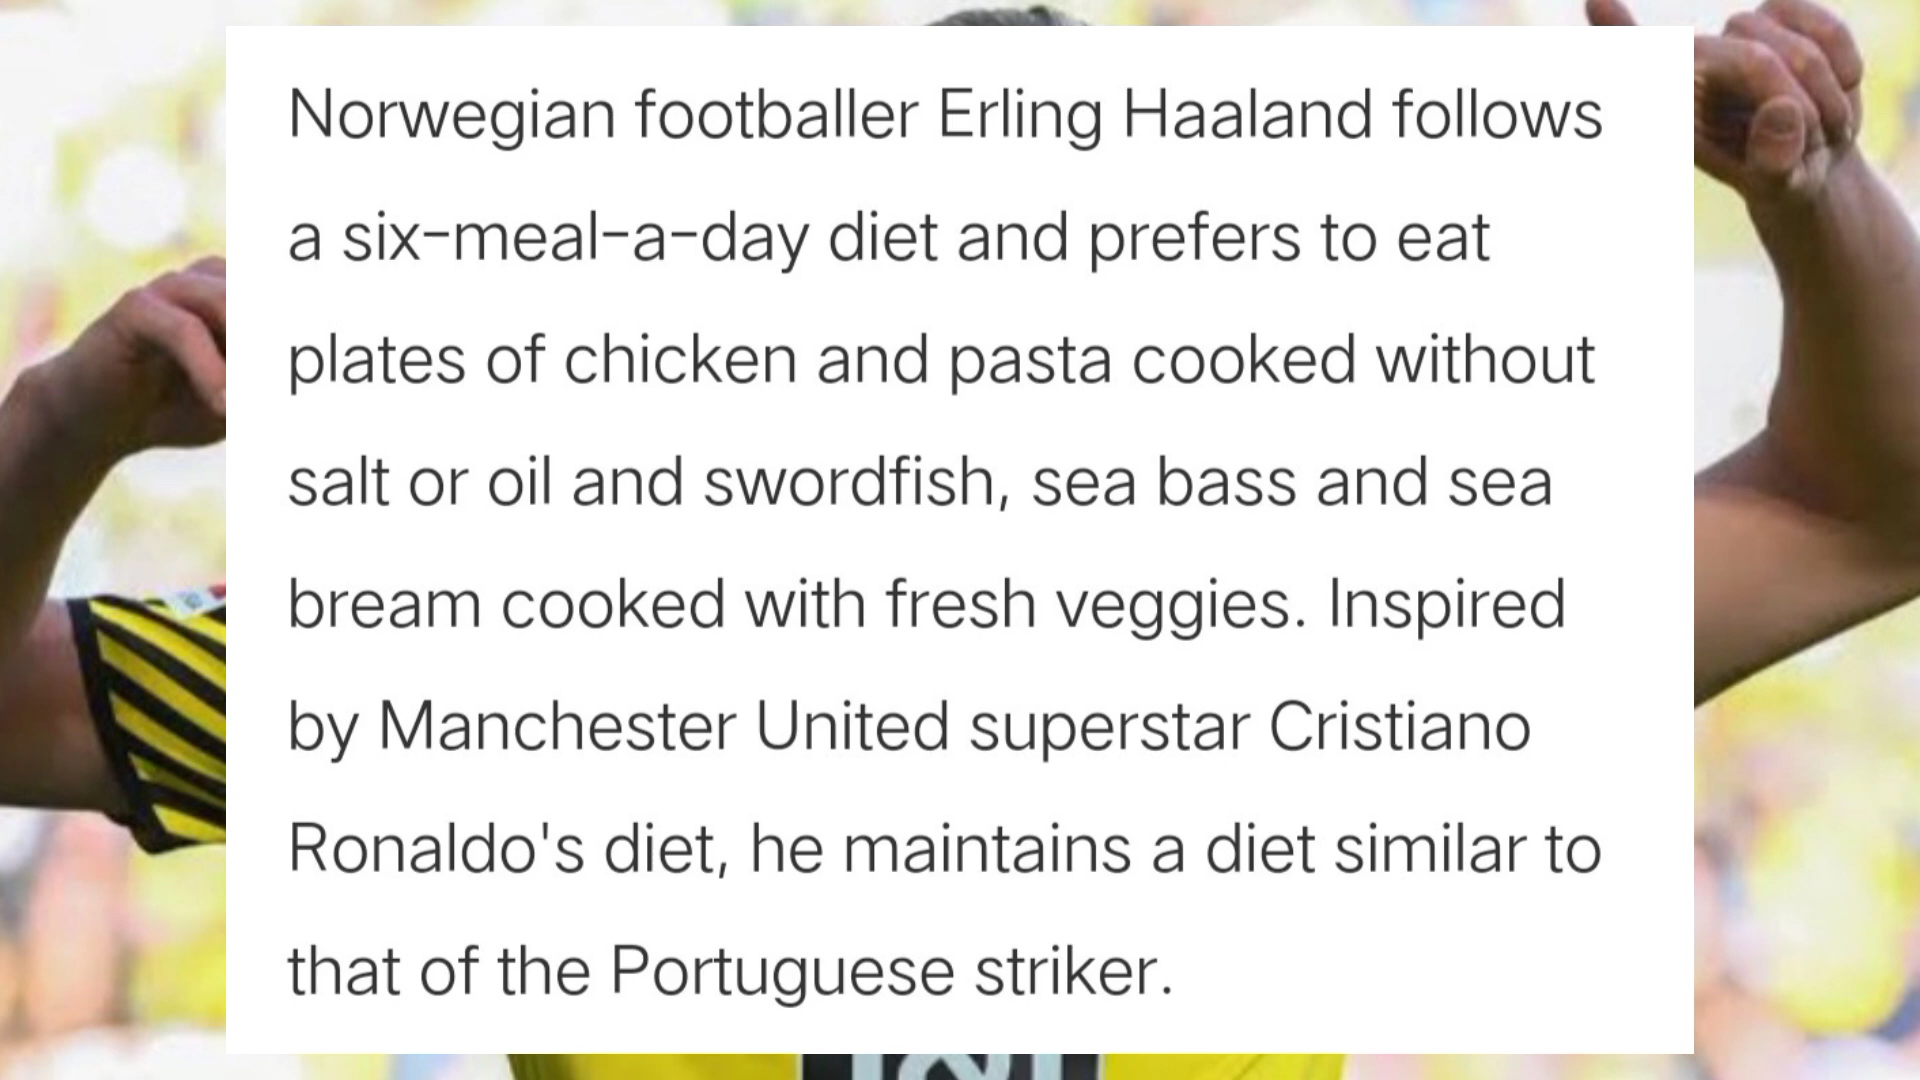 Norwegian footballer Erling Haaland follows
a six-meal-a-day diet and prefers to eat
plates of chicken and pasta cooked without
salt or oil and swordfish, sea bass and sea
bream cooked with fresh veggies. Inspired
by Manchester United superstar Cristiano
Ronaldo's diet, he maintains a diet similar to
that of the Portuguese striker.